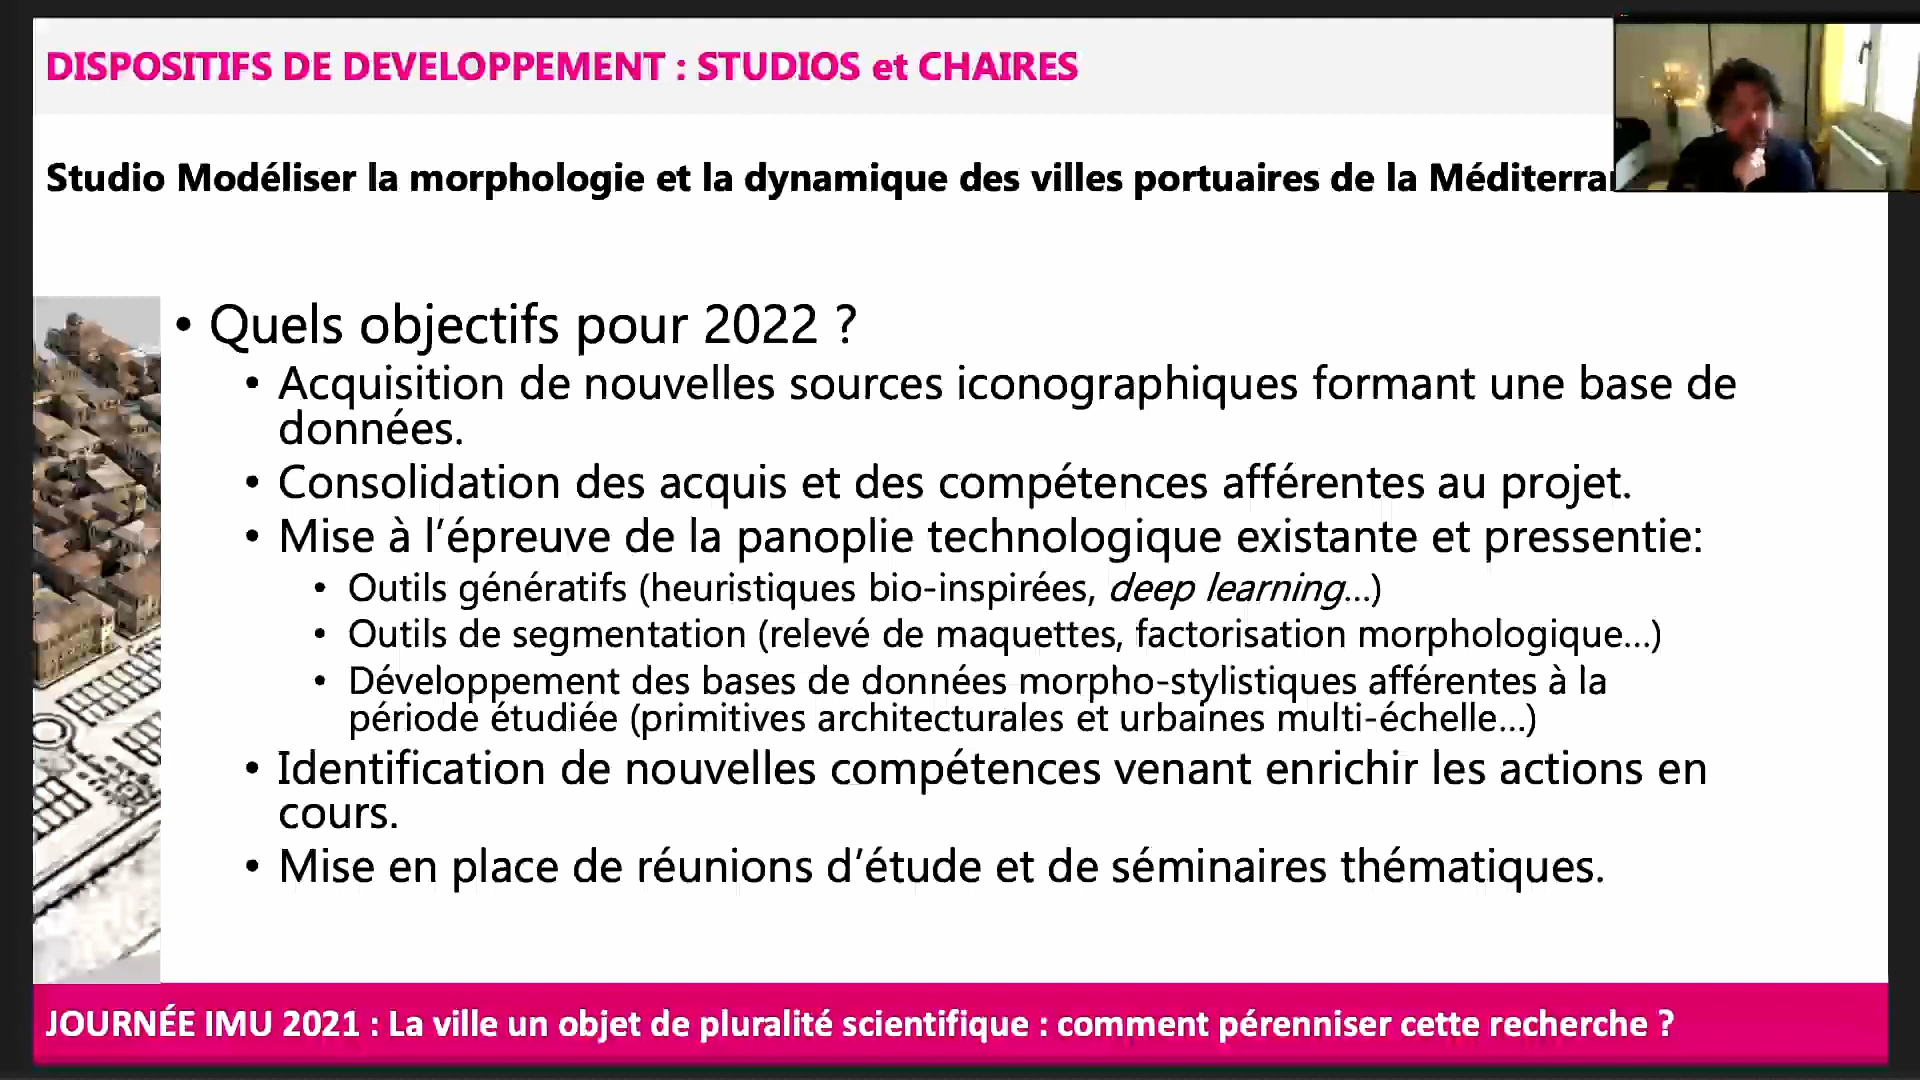 DISPOSITIFS DE DEVELOPPEMENT : STUDIOS et CHAIRES
Studio Modéliser la morphologie et la dynamique des villes portuaires de la
• Quels objectifs pour 2022 ?
• Acquisition de nouvelles sources iconographiques formant une base de
données.
• Consolidation des acquis et des compétences afférentes au projet.
• Mise à l’épreuve de la panoplie technologique existante et pressentie:
• Outils génératifs (heuristiques bio-inspirées, deep learning…)
• Outils de segmentation (relevé de maquettes, factorisation morphologique…)
• Développement des bases de données morpho-stylistiques afférentes à la
période étudiée (primitives architecturales et urbaines multi-échelle…)
• Identification de nouvelles compétences venant enrichir les actions en
cours.
• Mise en place de réunions d’étude et de séminaires thématiques.
JOURNÉE IMU 2021 : La ville un objet de pluralité scientifique : comment pérenniser cette recherche ?